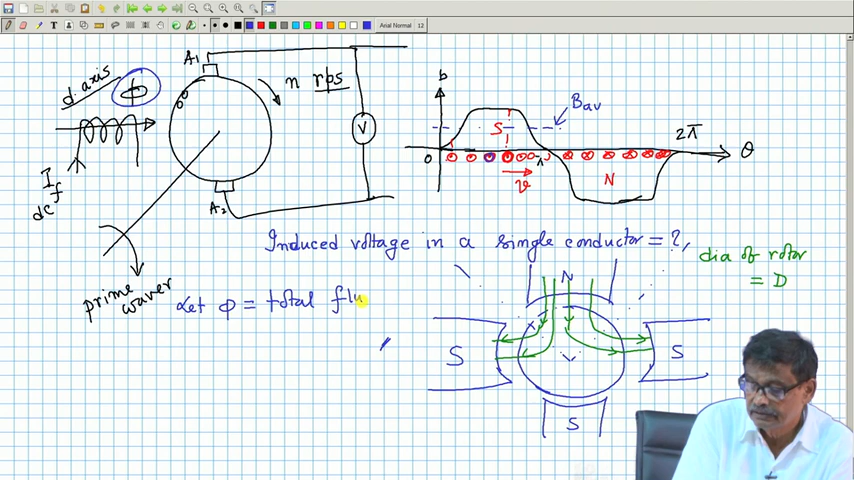 Arial Normal 12
d.axis
φ
A1
n rps
V
If
dc
A2
prime
mover
b
Bav
S
0
π
2π
θ
v
N
Induced voltage in a single conductor = ?,
dia of rotor
= D
Let φ = total flu
N
S
S
S